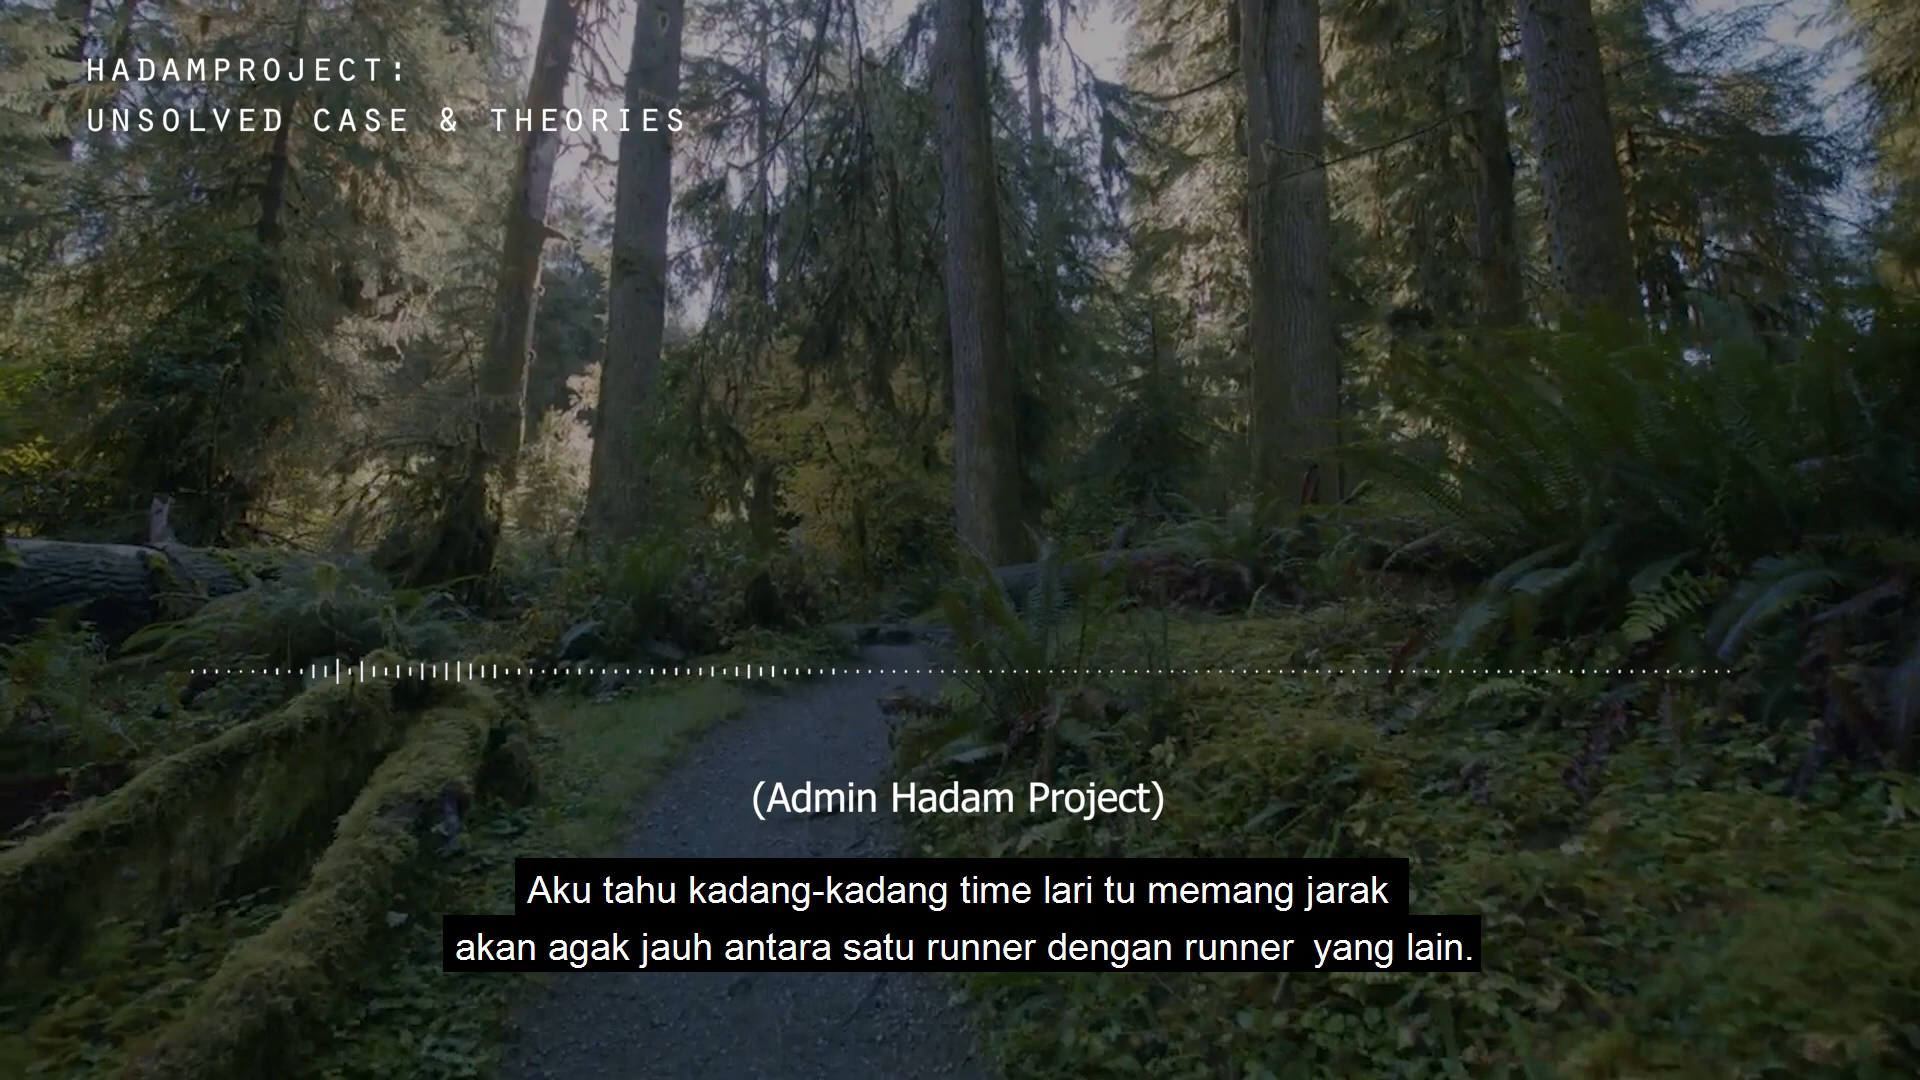 HADAMPROJECT:
UNSOLVED CASE & THEORIES
(Admin Hadam Project)
Aku tahu kadang-kadang time lari tu memang jarak
akan agak jauh antara satu runner dengan runner  yang lain.